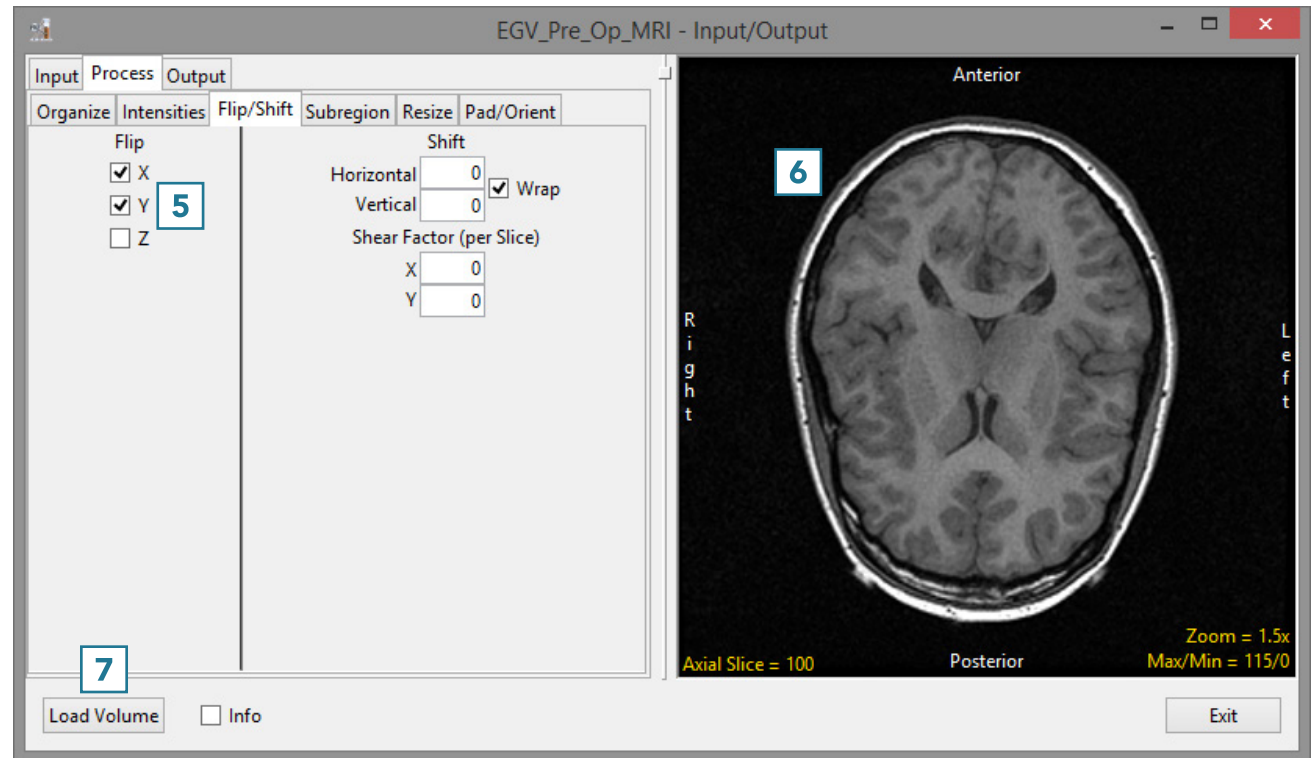 EGV_Pre_Op_MRI - Input/Output
Input Process Output
Organize Intensities Flip/Shift Subregion Resize Pad/Orient
Flip
X
Y
Z
5
Shift
Horizontal 0
Vertical 0
Wrap
Shear Factor (per Slice)
X 0
Y 0
Anterior
6
Right
Left
Zoom = 1.5x
Axial Slice = 100 Posterior Max/Min = 115/0
7
Load Volume Info Exit